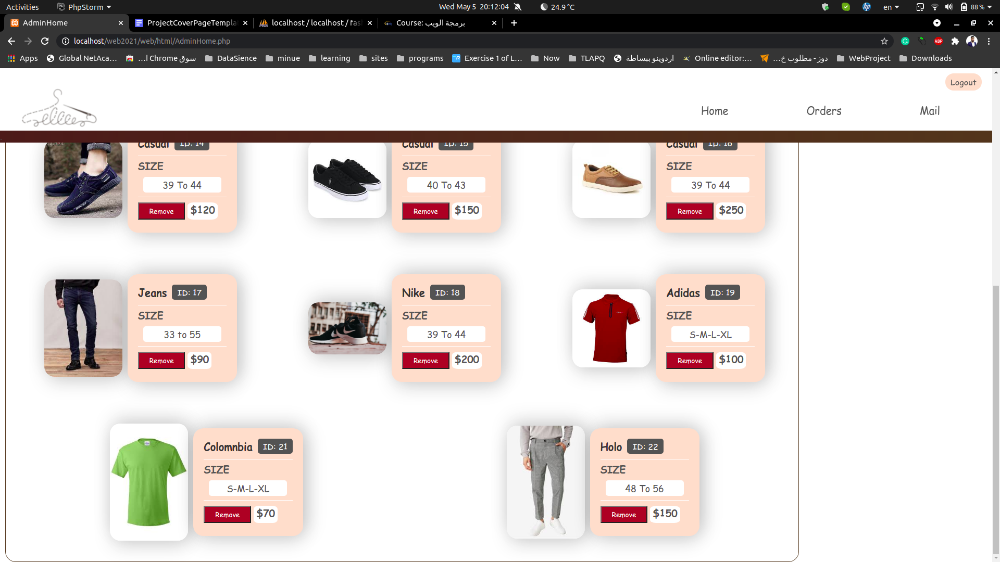 Activities PhpStorm Wed May 5 20:12:04 24.9 °C en 88 %
AdminHome ProjectCoverPageTempla localhost / localhost / fas Course: برمجة الويب
localhost/web2021/web/html/AdminHome.php
Apps Global NetAca... سوق Chrome ا... DataSience minue learning sites programs Exercise 1 of L... Now TLAPQ اردوينو ببساطة Online editor:... دوز - مطلوب خ... WebProject Downloads
Logout
Home Orders Mail
Casual ID: 14 Casual ID: 15 Casual ID: 16
SIZE SIZE SIZE
39 To 44 40 To 43 39 To 44
Remove $120 Remove $150 Remove $250
SPORT
Jeans ID: 17 Nike ID: 18 Adidas ID: 19
SIZE SIZE SIZE
33 to 55 39 To 44 S-M-L-XL
Remove $90 Remove $200 Remove $100
Colomnbia ID: 21 Holo ID: 22
SIZE SIZE
S-M-L-XL 48 To 56
Remove $70 Remove $150